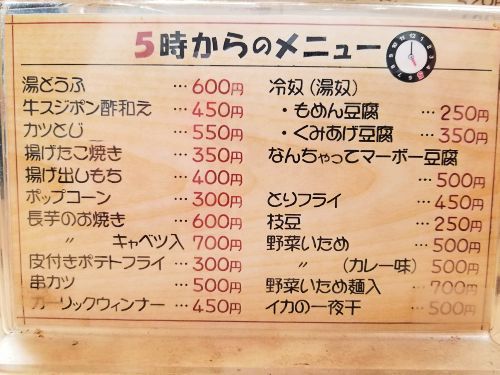 5時からのメニュー
湯どうふ …600円
牛スジポン酢和え …450円
カツとじ …550円
揚げたこ焼き …350円
揚げ出しもち …400円
ポップコーン …300円
長芋のお焼き …600円
〃 キャベツ入 700円
皮付きポテトフライ …300円
串カツ …500円
ガーリックウィンナー …450円
冷奴(湯奴)
・もめん豆腐 …250円
・くみあげ豆腐 …350円
なんちゃってマーボー豆腐
…500円
とりフライ …450円
枝豆 …250円
野菜いため …500円
〃 (カレー味) 500円
野菜いため麺入 …700円
イカの一夜干 …500円